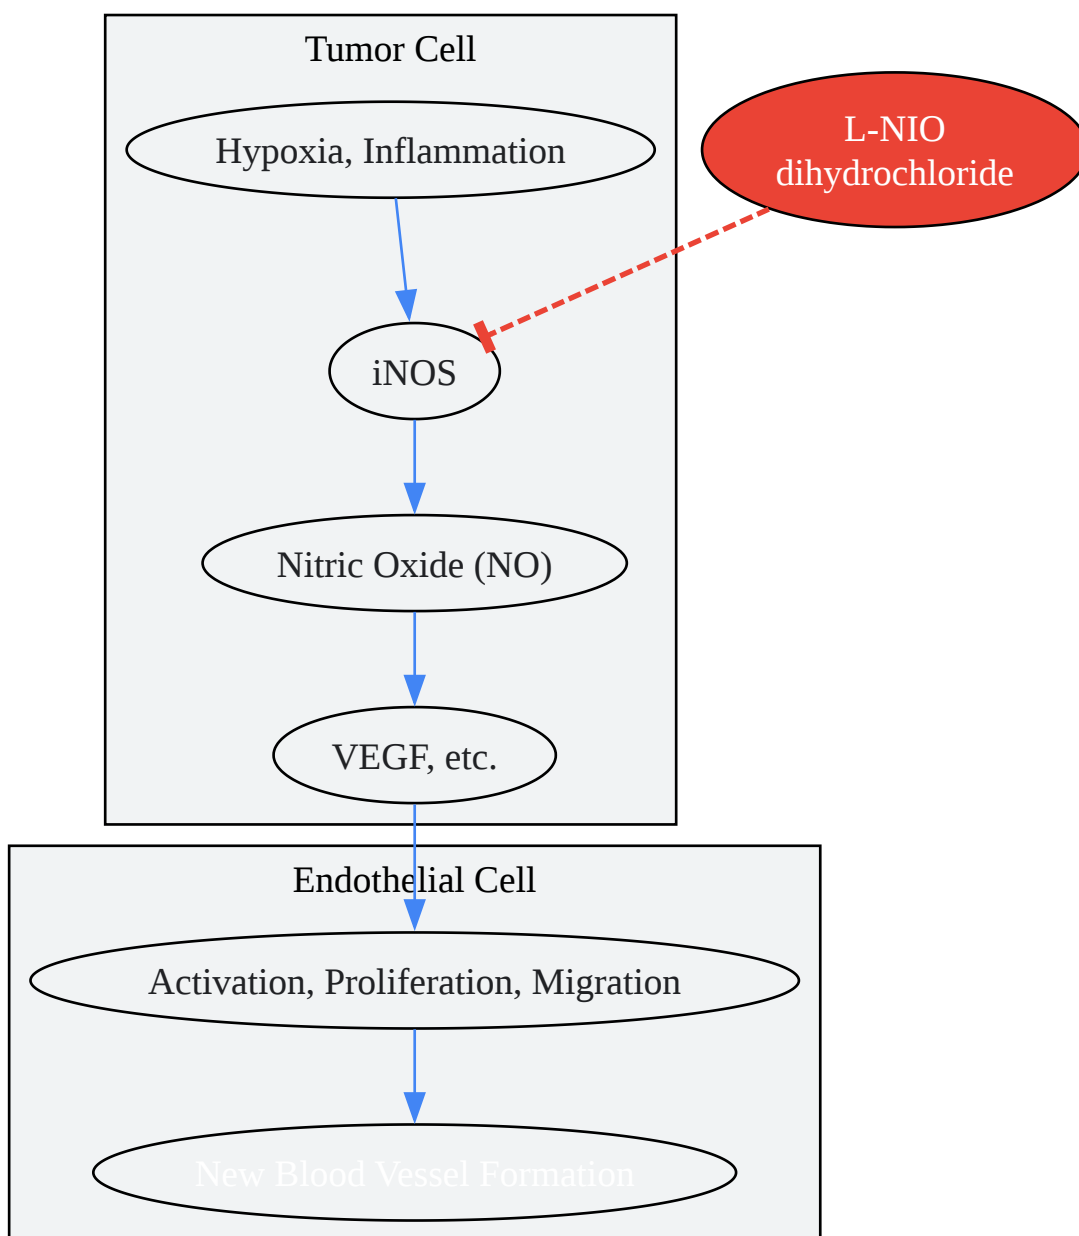 Tumor Cell
Hypoxia, Inflammation
L-NIO
dihydrochloride
iNOS
Nitric Oxide (NO)
VEGF, etc.
Endothelial Cell
Activation, Proliferation, Migration
New Blood Vessel Formation